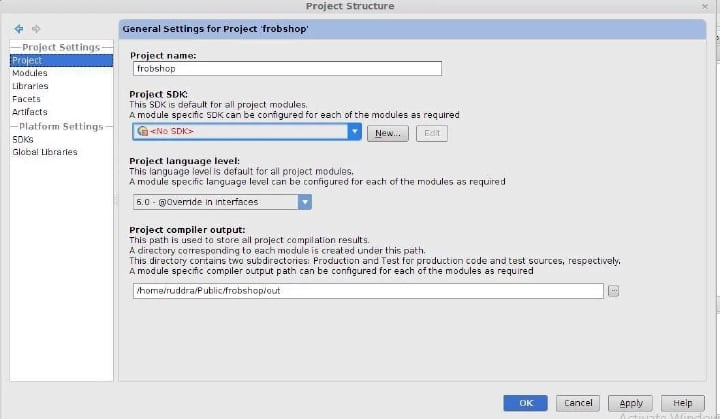 Project Structure
Project Settings
Project
Modules
Libraries
Facets
Artifacts
Platform Settings
SDKs
Global Libraries
General Settings for Project 'frobshop'
Project name:
frobshop
Project SDK:
This SDK is default for all project modules.
A module specific SDK can be configured for each of the modules as required
<No SDK>
New...
Edit
Project language level:
This language level is default for all project modules.
A module specific language level can be configured for each of the modules as required
6.0 - @Override in interfaces
Project compiler output:
This path is used to store all project compilation results.
A directory corresponding to each module is created under this path.
This directory contains two subdirectories: Production and Test for production code and test sources, respectively.
A module specific compiler output path can be configured for each of the modules as required
/home/ruddra/Public/frobshop/out
...
OK
Cancel
Apply
Help
Activate Window